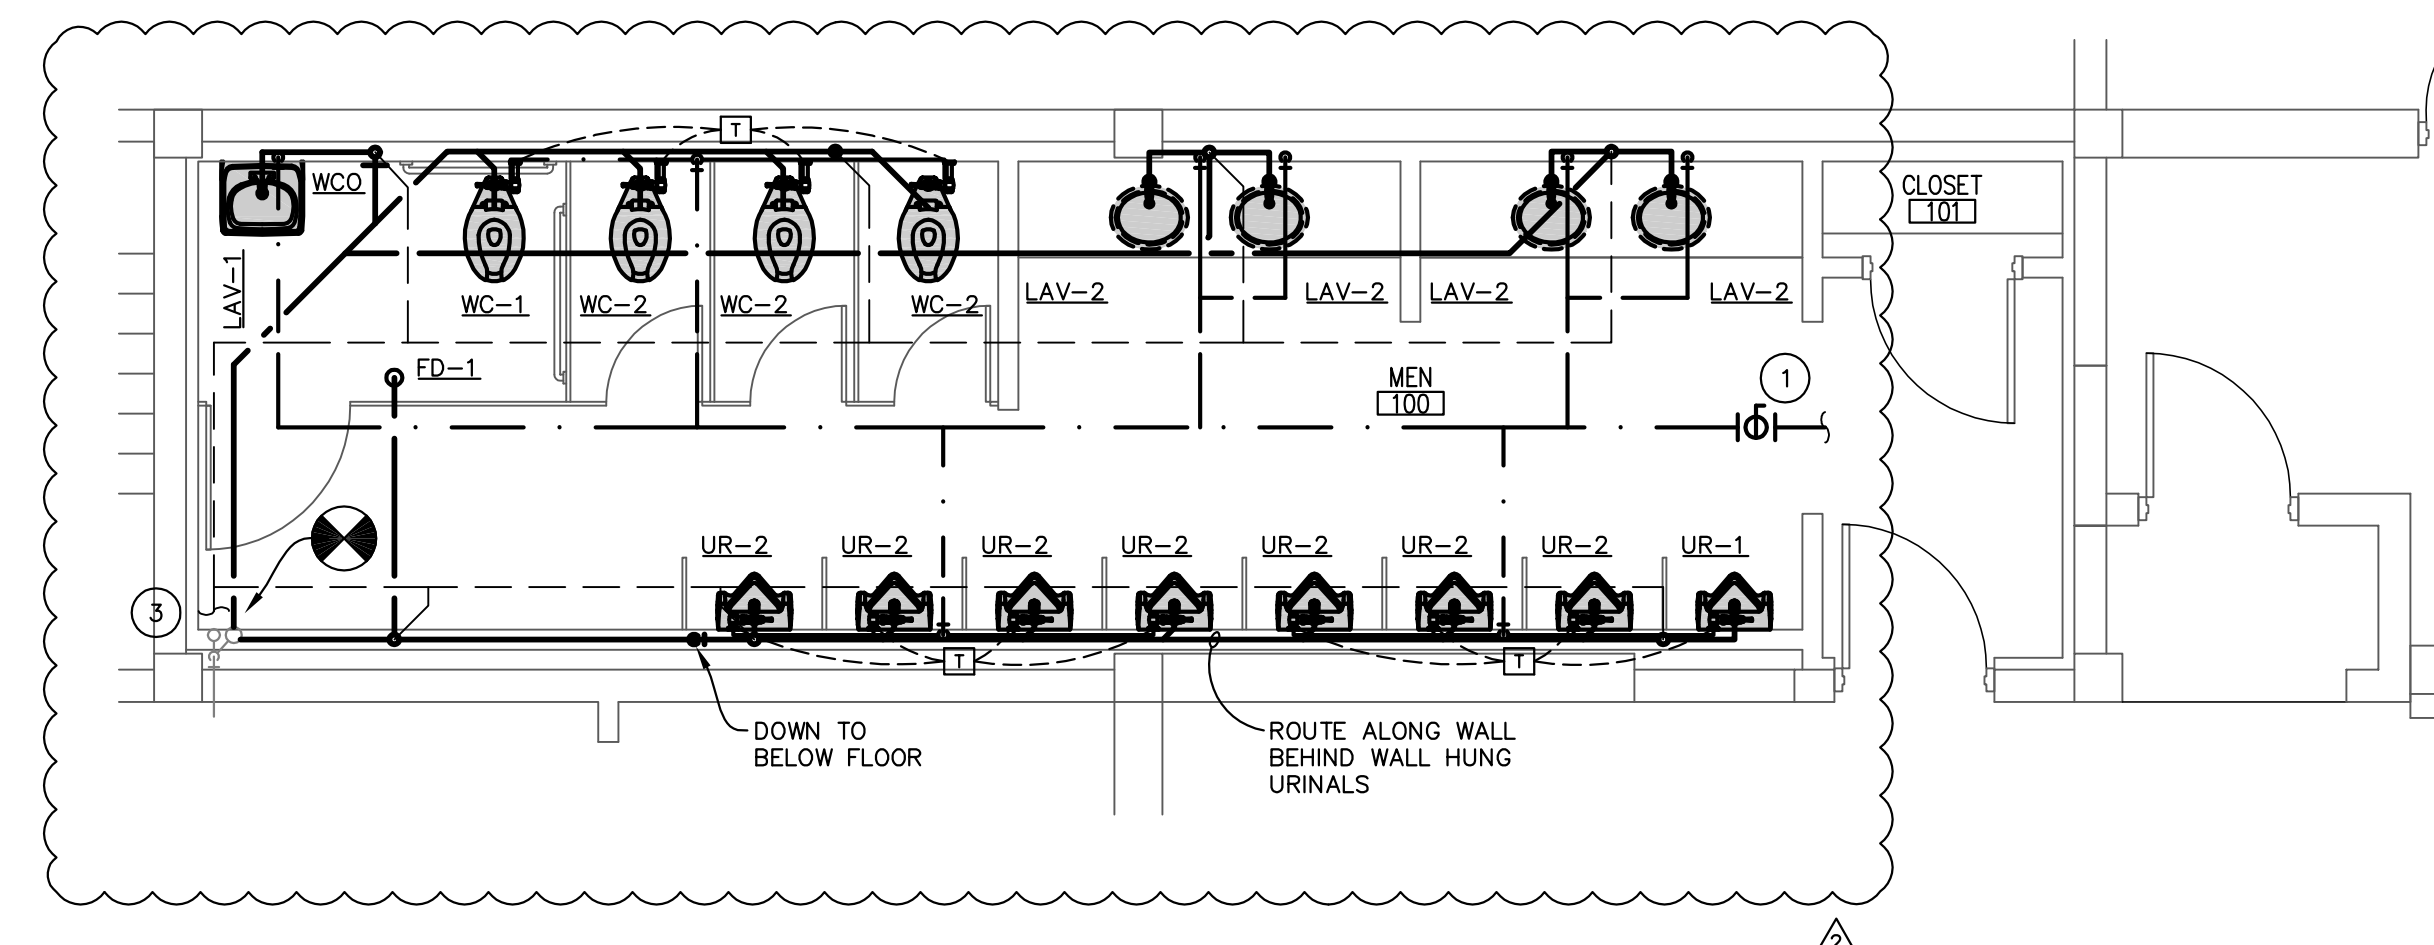 T
WCO
CLOSET
101
LAV-1
WC-1
WC-2
WC-2
WC-2
LAV-2
LAV-2
LAV-2
LAV-2
FD-1
MEN
100
1
UR-2
UR-2
UR-2
UR-2
UR-2
UR-2
UR-2
UR-1
3
T
T
DOWN TO
BELOW FLOOR
ROUTE ALONG WALL
BEHIND WALL HUNG
URINALS
2